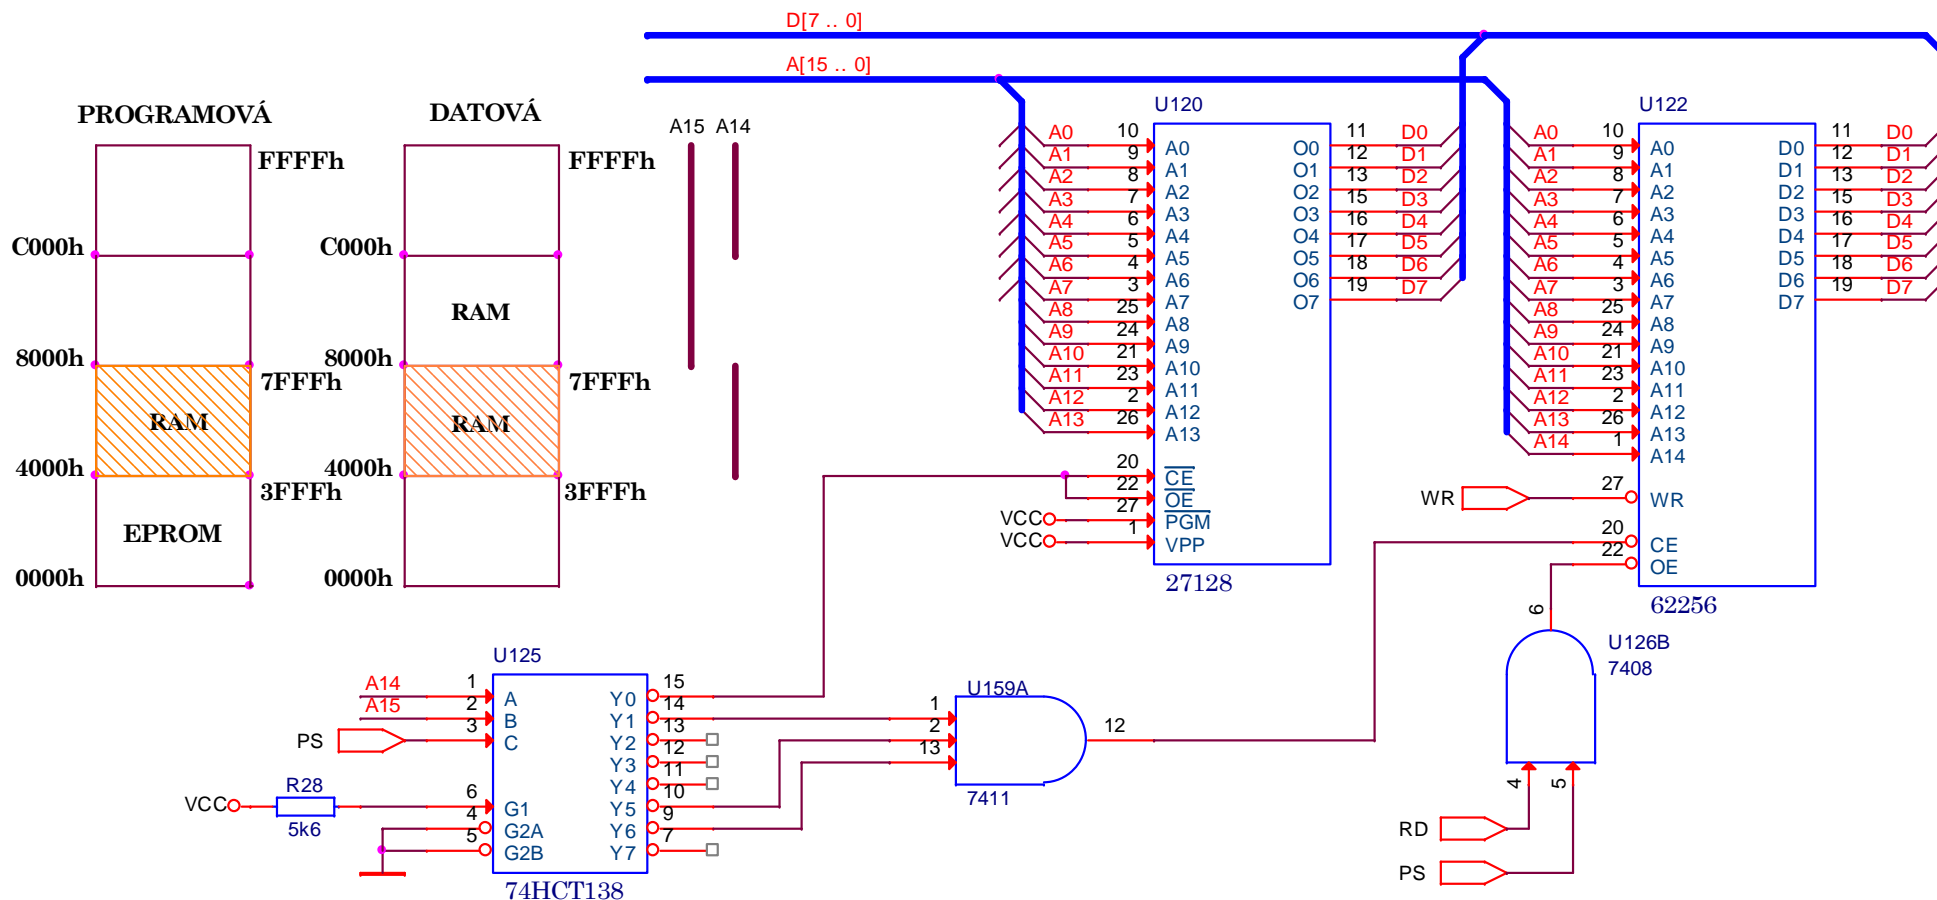 D[7 .. 0]
A[15 .. 0]
PROGRAMOVÁ
FFFFh
C000h
8000h
7FFFh
RAM
4000h
3FFFh
EPROM
0000h
DATOVÁ
FFFFh
C000h
RAM
8000h
7FFFh
RAM
4000h
3FFFh
0000h
A15 A14
U120
A0 10 A0 O0 11 D0
A1 9 A1 O1 12 D1
A2 8 A2 O2 13 D2
A3 7 A3 O3 15 D3
A4 6 A4 O4 16 D4
A5 5 A5 O5 17 D5
A6 4 A6 O6 18 D6
A7 3 A7 O7 19 D7
A8 25 A8
A9 24 A9
A10 21 A10
A11 23 A11
A12 2 A12
A13 26 A13
20 CE
22 OE
VCC 27 PGM
VCC 1 VPP
27128
U122
A0 10 A0 D0 11 D0
A1 9 A1 D1 12 D1
A2 8 A2 D2 13 D2
A3 7 A3 D3 15 D3
A4 6 A4 D4 16 D4
A5 5 A5 D5 17 D5
A6 4 A6 D6 18 D6
A7 3 A7 D7 19 D7
A8 25 A8
A9 24 A9
A10 21 A10
A11 23 A11
A12 2 A12
A13 26 A13
A14 1 A14
WR 27 WR
20 CE
22 OE
62256
U125
A14 1 A Y0 15
A15 2 B Y1 14
PS 3 C Y2 13
Y3 12
Y4 11
VCC R28 5k6 6 G1 Y5 10
4 G2A Y6 9
5 G2B Y7 7
74HCT138
U159A
1
2
13
12
7411
6
U126B
7408
4
5
RD
PS